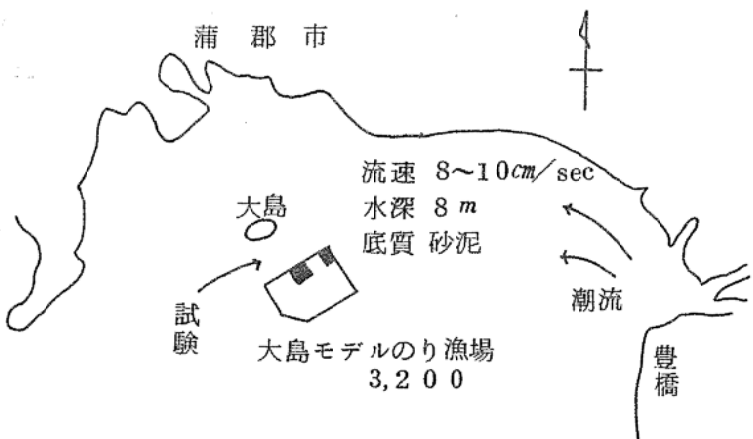 蒲郡市
流速 8~10cm/sec
水深 8m
底質 砂泥
大島
潮流
試験
大島モデルのり漁場
3,200
豊橋